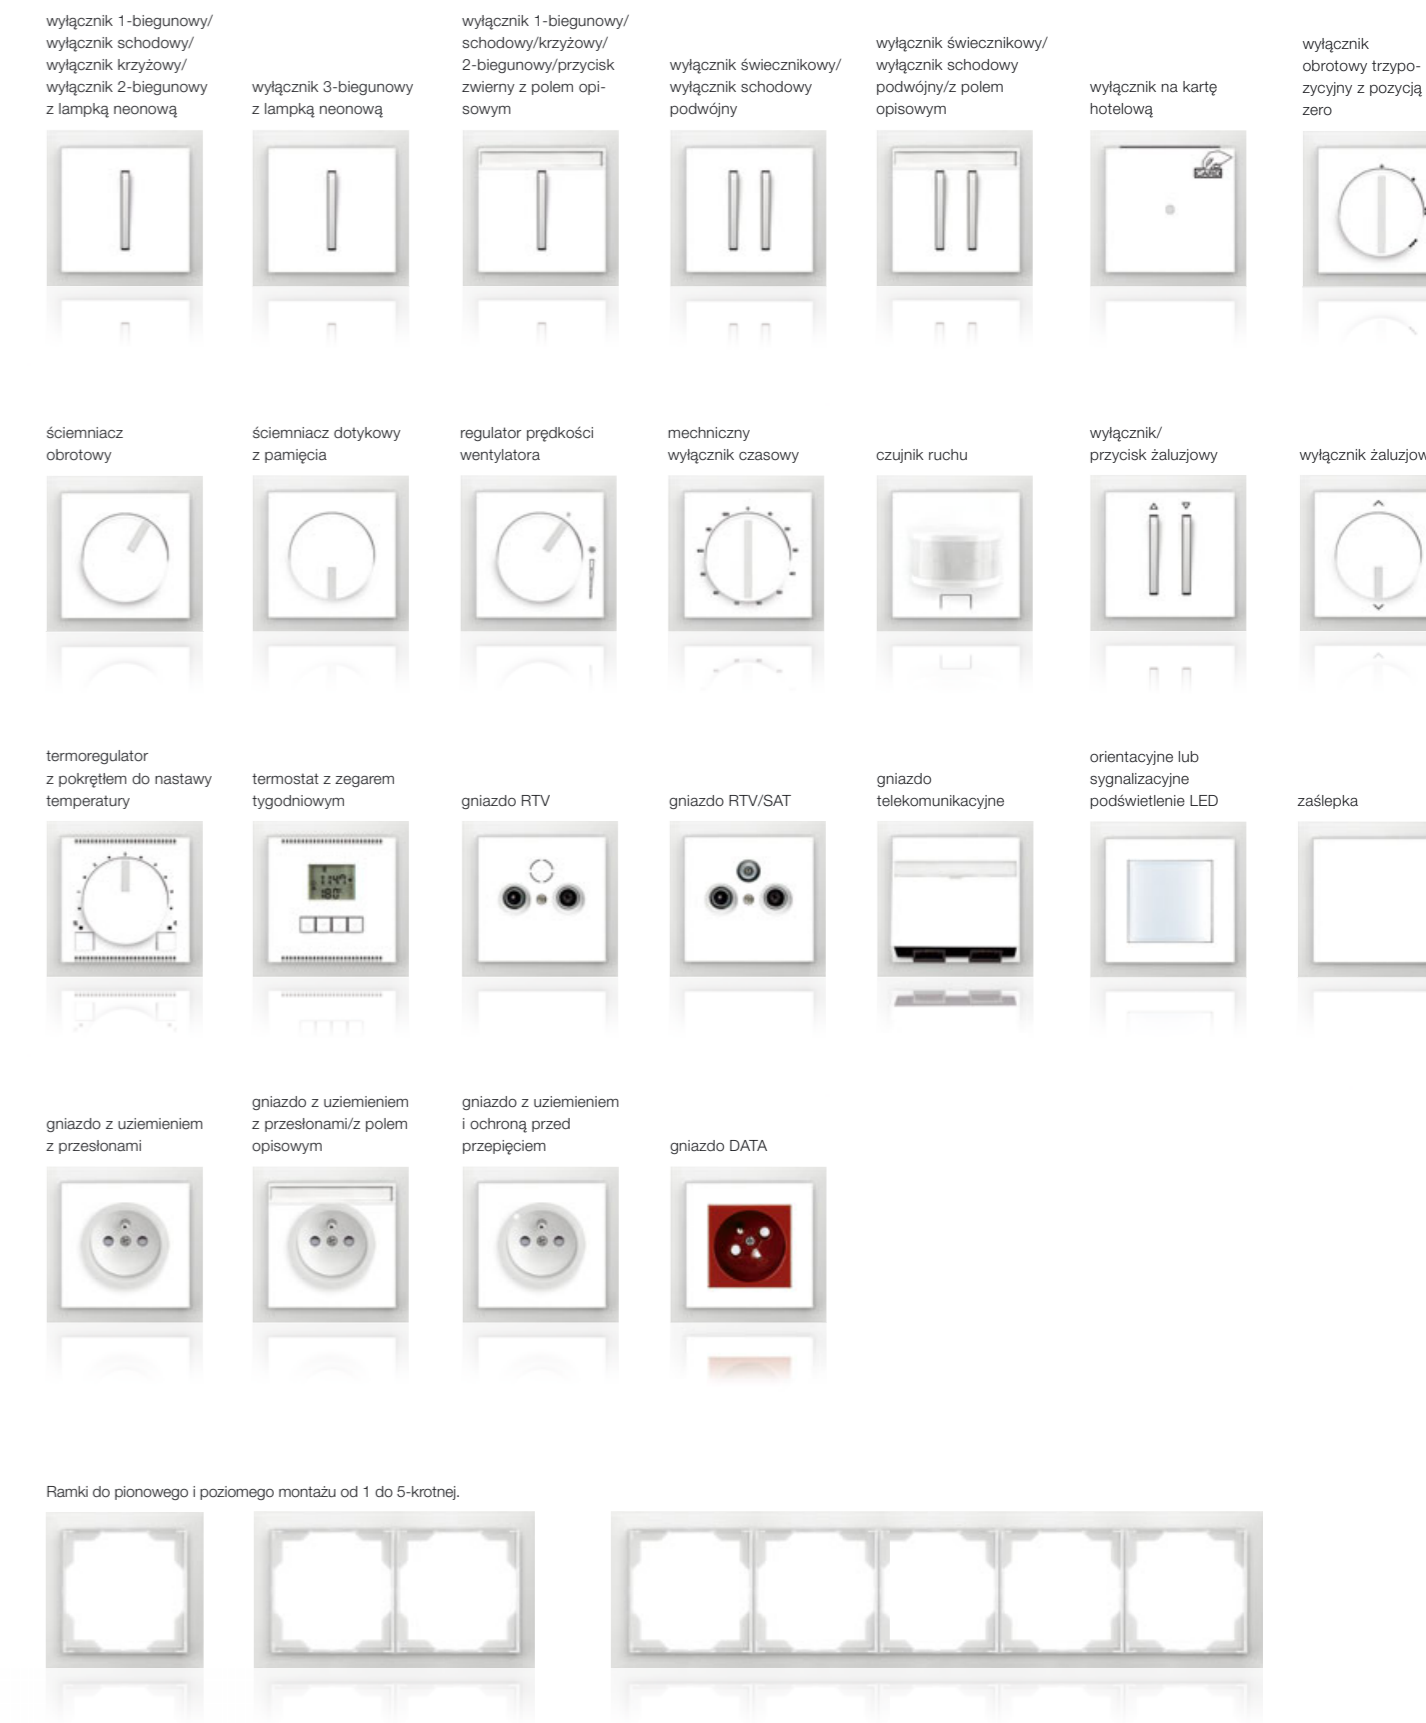 wyłącznik 1-biegunowy/
wyłącznik schodowy/
wyłącznik krzyżowy/
wyłącznik 2-biegunowy
z lampką neonową
wyłącznik 3-biegunowy
z lampką neonową
wyłącznik 1-biegunowy/
schodowy/krzyżowy/
2-biegunowy/przycisk
zwierny z polem opi-
sowym
wyłącznik świecznikowy/
wyłącznik schodowy
podwójny
wyłącznik świecznikowy/
wyłącznik schodowy
podwójny/z polem
opisowym
wyłącznik na kartę
hotelową
CARD
wyłącznik
obrotowy trzypo-
zycyjny z pozycją
zero
ściemniacz
obrotowy
ściemniacz dotykowy
z pamięcia
regulator prędkości
wentylatora
mechniczny
wyłącznik czasowy
czujnik ruchu
wyłącznik/
przycisk żaluzjowy
wyłącznik żaluzjow
termoregulator
z pokrętłem do nastawy
temperatury
termostat z zegarem
tygodniowym
gniazdo RTV
gniazdo RTV/SAT
gniazdo
telekomunikacyjne
orientacyjne lub
sygnalizacyjne
podświetlenie LED
zaślepka
gniazdo z uziemieniem
z przesłonami
gniazdo z uziemieniem
z przesłonami/z polem
opisowym
gniazdo z uziemieniem
i ochroną przed
przepięciem
gniazdo DATA
Ramki do pionowego i poziomego montażu od 1 do 5-krotnej.